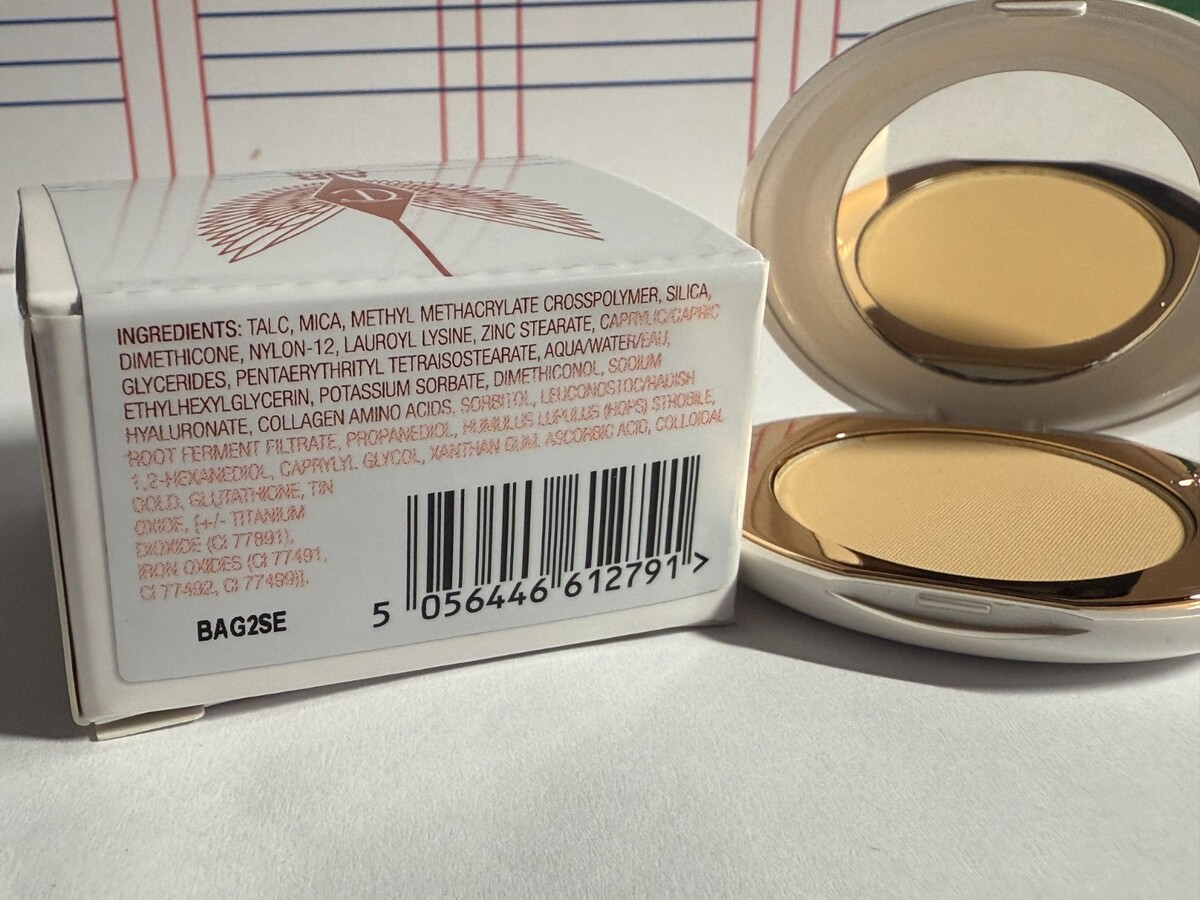 INGREDIENTS: TALC, MICA, METHYL METHACRYLATE CROSSPOLYMER, SILICA,
DIMETHICONE, NYLON-12, LAUROYL LYSINE, ZINC STEARATE, CAPRYLIC/CAPRIC
GLYCERIDES, PENTAERYTHRITYL TETRAISOSTEARATE, AQUA/WATER/EAU,
ETHYLHEXYLGLYCERIN, POTASSIUM SORBATE, DIMETHICONOL, SODIUM
HYALURONATE, COLLAGEN AMINO ACIDS, SORBITOL, LEUCONOSTOC/RADISH
ROOT FERMENT FILTRATE, PROPANEDIOL, HUMULUS LUPULUS (HOPS) STROBILE,
1,2-HEXANEDIOL, CAPRYLYL GLYCOL, XANTHAN GUM, ASCORBIC ACID, COLLOIDAL
GOLD, GLUTATHIONE, TIN
OXIDE, [+/- TITANIUM
DIOXIDE (CI 77891),
IRON OXIDES (CI 77491,
CI 77492, CI 77499)].
BAG2SE
5 056446 612791 >